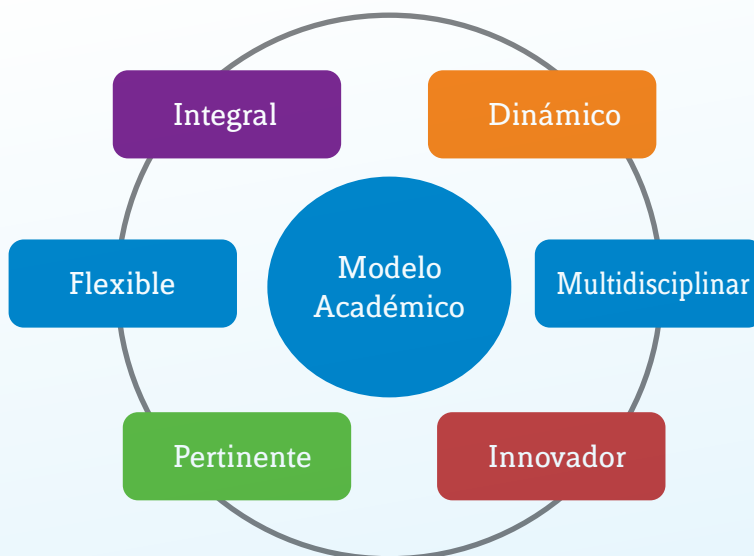 Integral
Dinámico
Flexible
Modelo
Académico
Multidisciplinar
Pertinente
Innovador